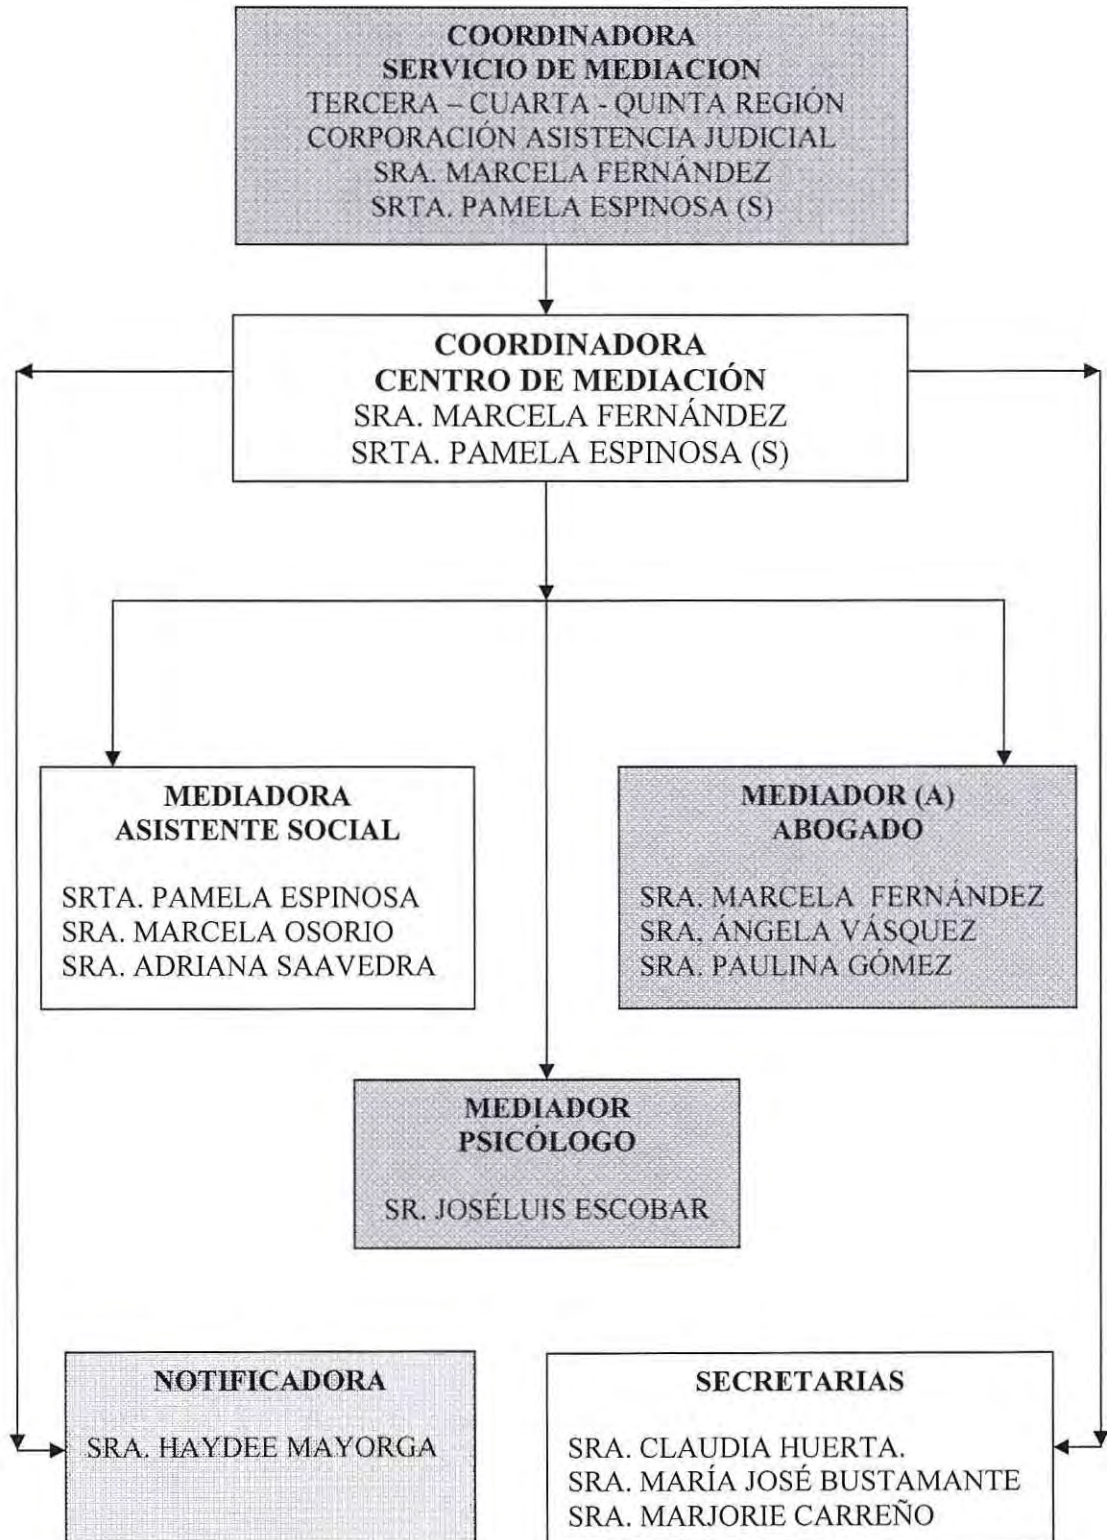 COORDINADORA
SERVICIO DE MEDIACION
TERCERA – CUARTA - QUINTA REGIÓN
CORPORACIÓN ASISTENCIA JUDICIAL
SRA. MARCELA FERNÁNDEZ
SRTA. PAMELA ESPINOSA (S)
COORDINADORA
CENTRO DE MEDIACIÓN
SRA. MARCELA FERNÁNDEZ
SRTA. PAMELA ESPINOSA (S)
MEDIADORA
ASISTENTE SOCIAL
SRTA. PAMELA ESPINOSA
SRA. MARCELA OSORIO
SRA. ADRIANA SAAVEDRA
MEDIADOR (A)
ABOGADO
SRA. MARCELA FERNÁNDEZ
SRA, ÁNGELA VÁSQUEZ
SRA. PAULINA GÓMEZ
MEDIADOR
PSICÓLOGO
SR. JOSÉLUIS ESCOBAR
NOTIFICADORA
SRA. HAYDEE MAYORGA
SECRETARIAS
SRA. CLAUDIA HUERTA.
SRA. MARÍA JOSÉ BUSTAMANTE
SRA. MARJORIE CARREÑO